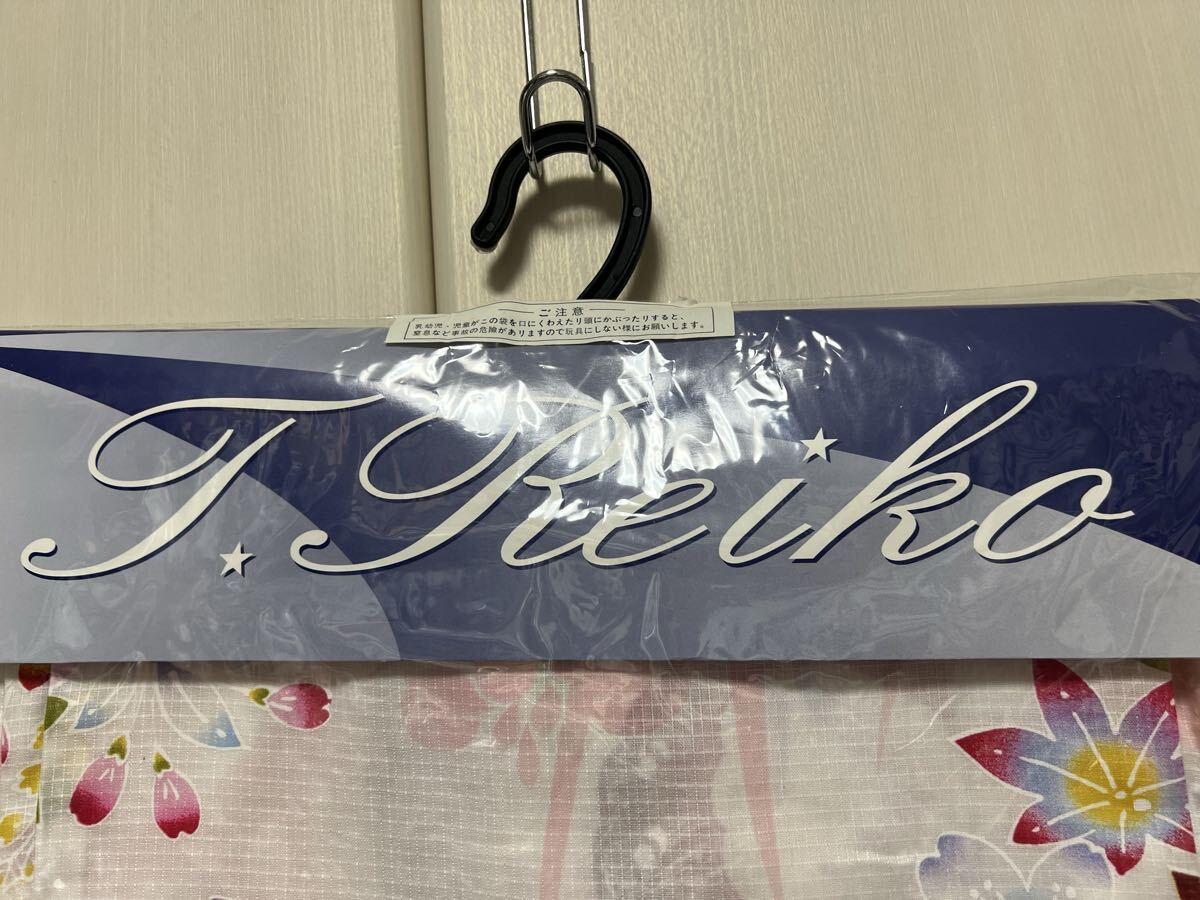 ご注意
乳幼児・児童がこの袋を口にくわえたり頭にかぶったりすると、
窒息など事故の危険がありますので玩具にしない様にお願いします。
T.Reiko